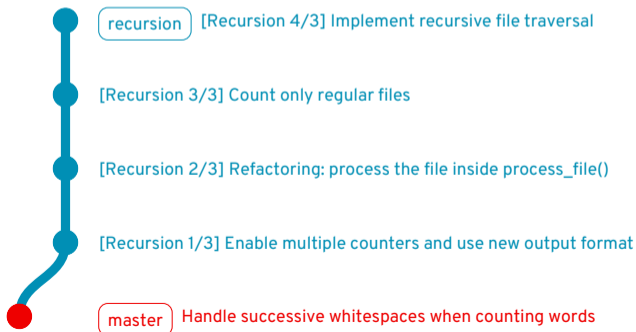 recursion [Recursion 4/3] Implement recursive file traversal
[Recursion 3/3] Count only regular files
[Recursion 2/3] Refactoring: process the file inside process_file()
[Recursion 1/3] Enable multiple counters and use new output format
master Handle successive whitespaces when counting words